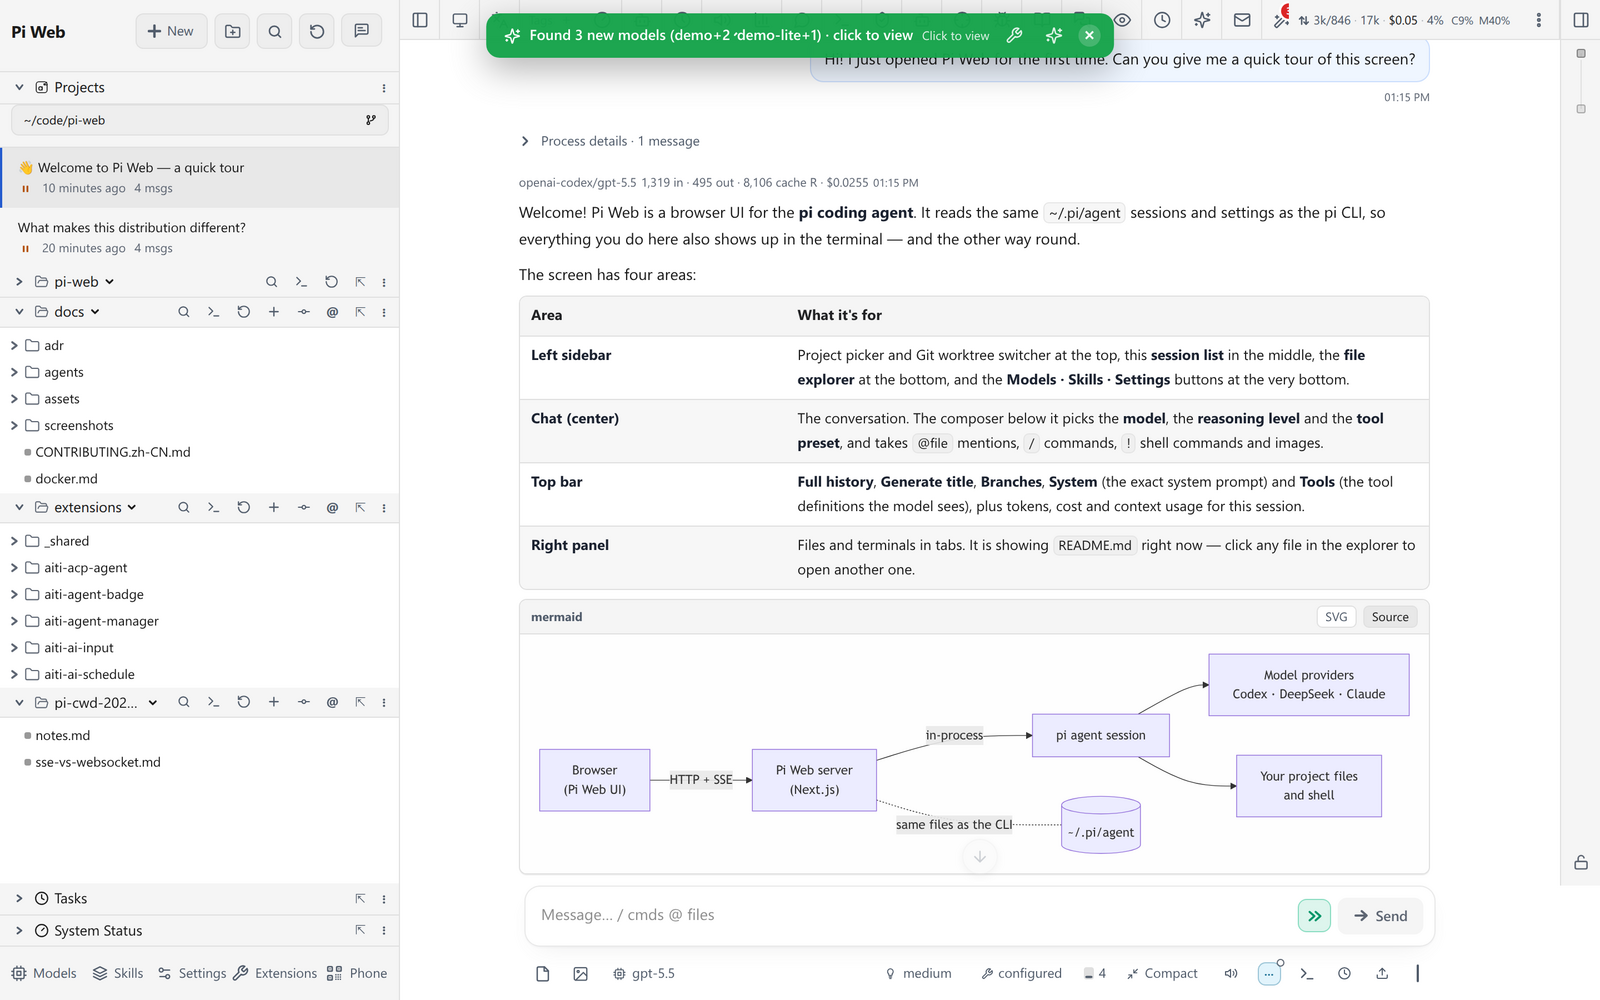 Pi Web
New
Projects
~/code/pi-web
👋 Welcome to Pi Web — a quick tour
10 minutes ago 4 msgs
What makes this distribution different?
20 minutes ago 4 msgs
pi-web
docs
@
adr
agents
assets
screenshots
CONTRIBUTING.zh-CN.md
docker.md
extensions
@
_shared
aiti-acp-agent
aiti-agent-badge
aiti-agent-manager
aiti-ai-input
aiti-ai-schedule
pi-cwd-202...
@
notes.md
sse-vs-websocket.md
Tasks
System Status
Models
Skills
Settings
Extensions
Phone
Found 3 new models (demo+2 · demo-lite+1) · click to view Click to view
3k/846 · 17k · $0.05 · 4% C9% M40%
Hi! I just opened Pi Web for the first time. Can you give me a quick tour of this screen?
01:15 PM
Process details · 1 message
openai-codex/gpt-5.5 1,319 in · 495 out · 8,106 cache R · $0.0255 01:15 PM
Welcome! Pi Web is a browser UI for the pi coding agent. It reads the same ~/.pi/agent sessions and settings as the pi CLI, so
everything you do here also shows up in the terminal — and the other way round.
The screen has four areas:
Area What it's for
Left sidebar Project picker and Git worktree switcher at the top, this session list in the middle, the file
explorer at the bottom, and the Models · Skills · Settings buttons at the very bottom.
Chat (center) The conversation. The composer below it picks the model, the reasoning level and the tool
preset, and takes @file mentions, / commands, ! shell commands and images.
Top bar Full history, Generate title, Branches, System (the exact system prompt) and Tools (the tool
definitions the model sees), plus tokens, cost and context usage for this session.
Right panel Files and terminals in tabs. It is showing README.md right now — click any file in the explorer to
open another one.
mermaid
SVG
Source
Browser
(Pi Web UI)
HTTP + SSE
Pi Web server
(Next.js)
in-process
same files as the CLI
pi agent session
~/.pi/agent
Model providers
Codex · DeepSeek · Claude
Your project files
and shell
Message... / cmds @ files
Send
gpt-5.5
medium
configured
4
Compact